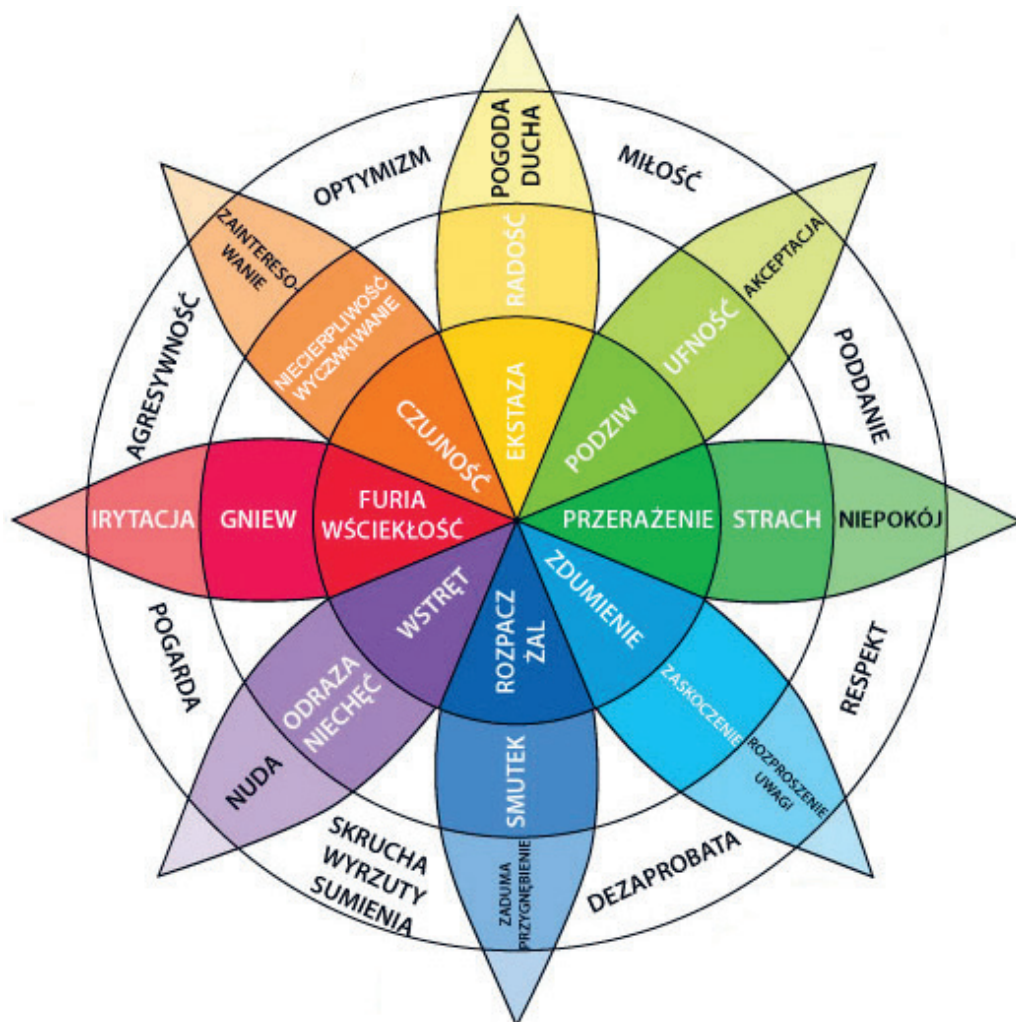 POGODA
DUCHA
RADOŚĆ
EKSTAZA
MIŁOŚĆ
AKCEPTACJA
UFNOŚĆ
PODZIW
PODDANIE
NIEPOKÓJ
STRACH
PRZERAŻENIE
RESPEKT
ROZPROSZENIE
UWAGI
ZASKOCZENIE
ZDUMIENIE
DEZAPROBATA
ZADUMA
PRZYGNĘBIENIE
SMUTEK
ROZPACZ
ŻAL
SKRUCHA
WYRZUTY
SUMIENIA
NUDA
ODRAZA
NIECHĘĆ
WSTRĘT
POGARDA
IRYTACJA
GNIEW
FURIA
WŚCIEKŁOŚĆ
AGRESYWNOŚĆ
ZAINTERESO-
WANIE
NIECIERPLIWOŚĆ
WYCZWKIWANIE
CZUJNOŚĆ
OPTYMIZM